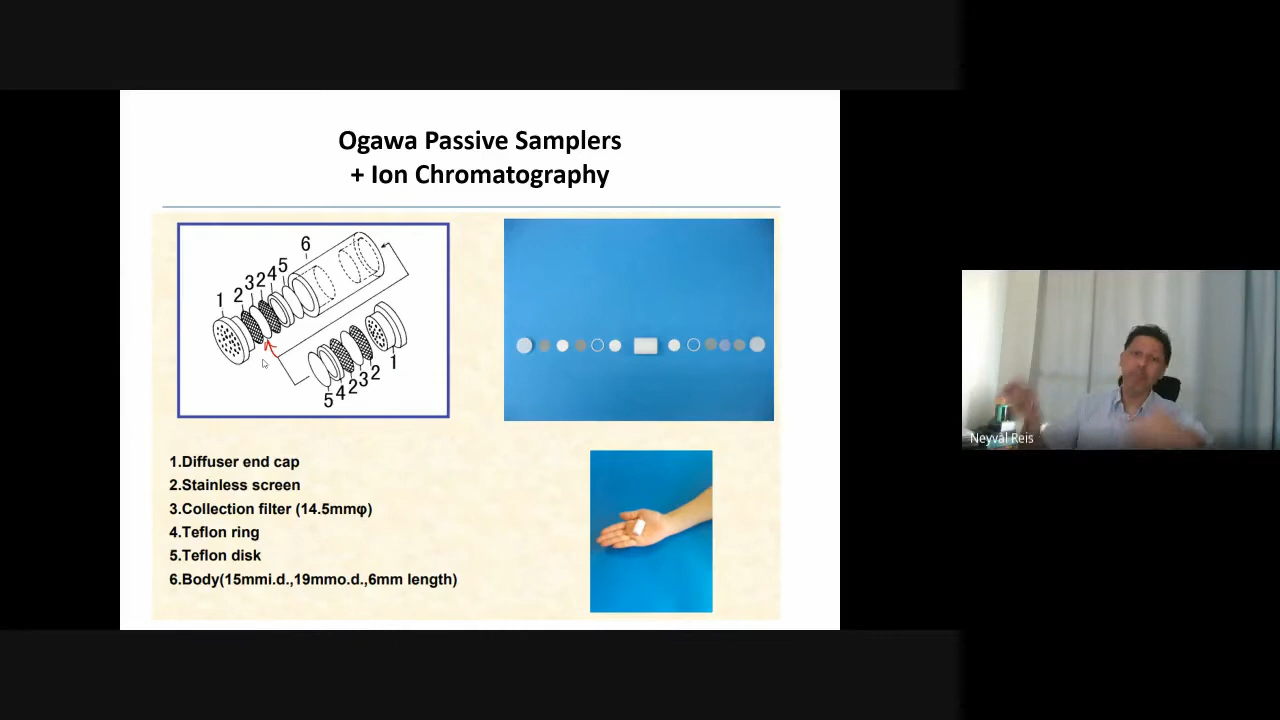 Ogawa Passive Samplers
+ Ion Chromatography
6
5
4
2
3
2
1
1
2
3
2
4
5
1.Diffuser end cap
2.Stainless screen
3.Collection filter (14.5mmφ)
4.Teflon ring
5.Teflon disk
6.Body(15mmi.d.,19mmo.d.,6mm length)
Neyval Reis